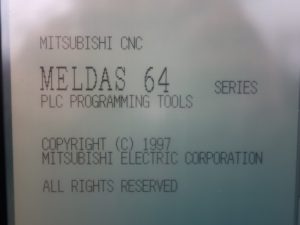 MITSUBISHI CNC
MELDAS 64 SERIES
PLC PROGRAMMING TOOLS
COPYRIGHT (C) 1997
MITSUBISHI ELECTRIC CORPORATION
ALL RIGHTS RESERVED